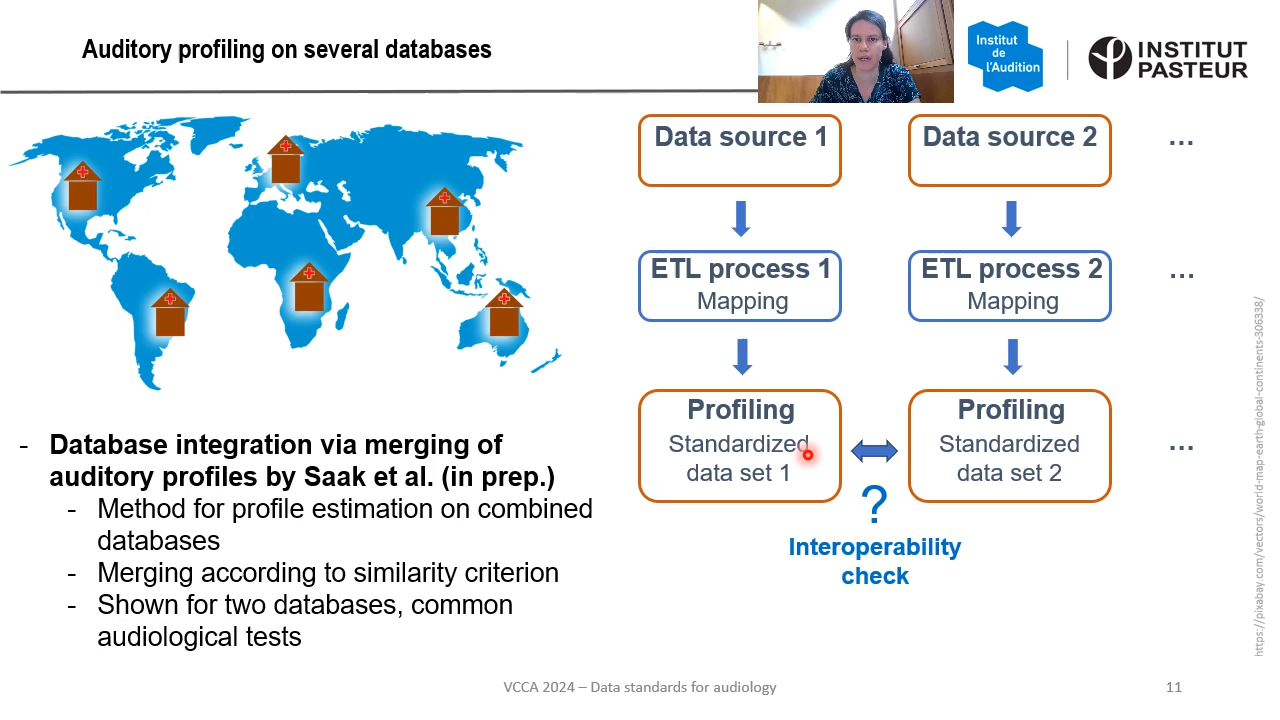 Auditory profiling on several databases
Institut
de
l'Audition
INSTITUT
PASTEUR
Data source 1
Data source 2
...
ETL process 1
Mapping
ETL process 2
Mapping
...
Profiling
Standardized
data set 1
Profiling
Standardized
data set 2
...
?
Interoperability
check
- Database integration via merging of
auditory profiles by Saak et al. (in prep.)
- Method for profile estimation on combined
databases
- Merging according to similarity criterion
- Shown for two databases, common
audiological tests
https://pixabay.com/vectors/world-map-earth-global-continents-306338/
VCCA 2024 – Data standards for audiology
11